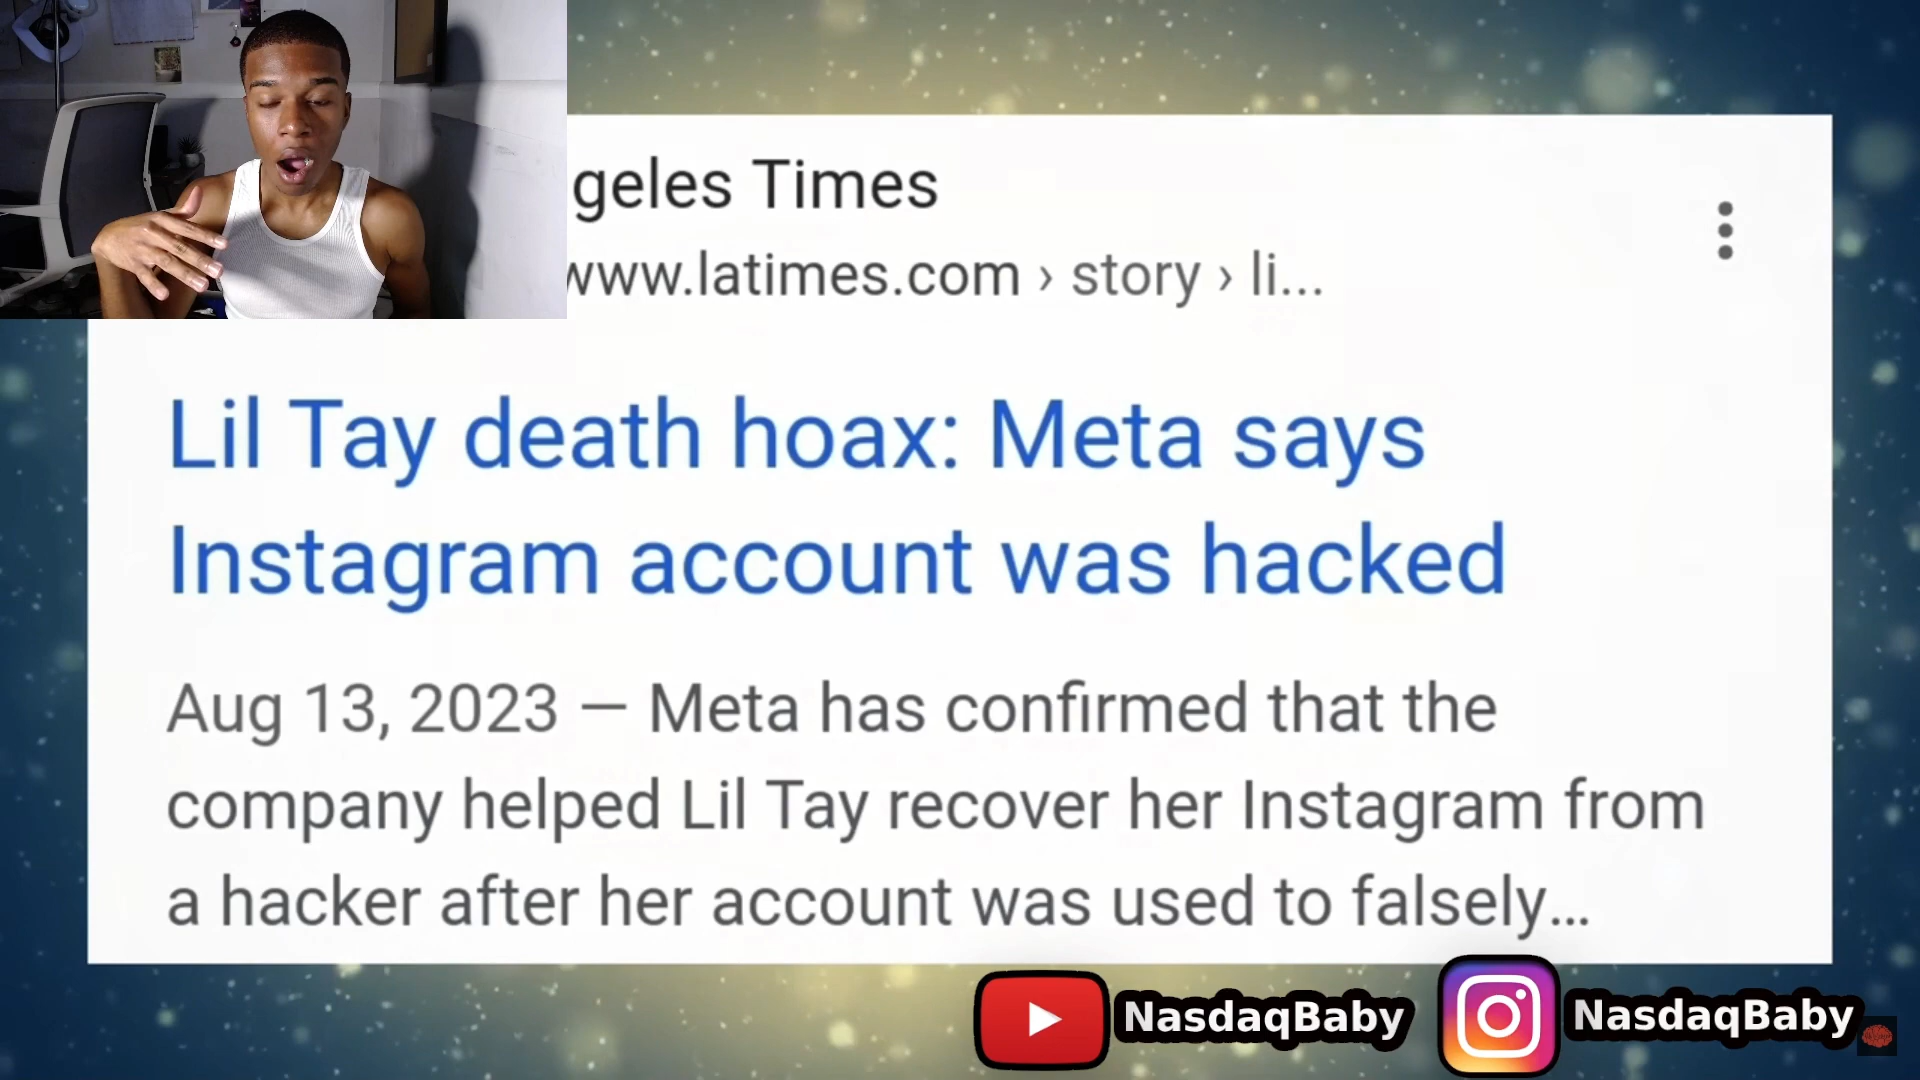 geles Times
www.latimes.com › story › li...
Lil Tay death hoax: Meta says
Instagram account was hacked
Aug 13, 2023 — Meta has confirmed that the
company helped Lil Tay recover her Instagram from
a hacker after her account was used to falsely...
NasdaqBaby
NasdaqBaby